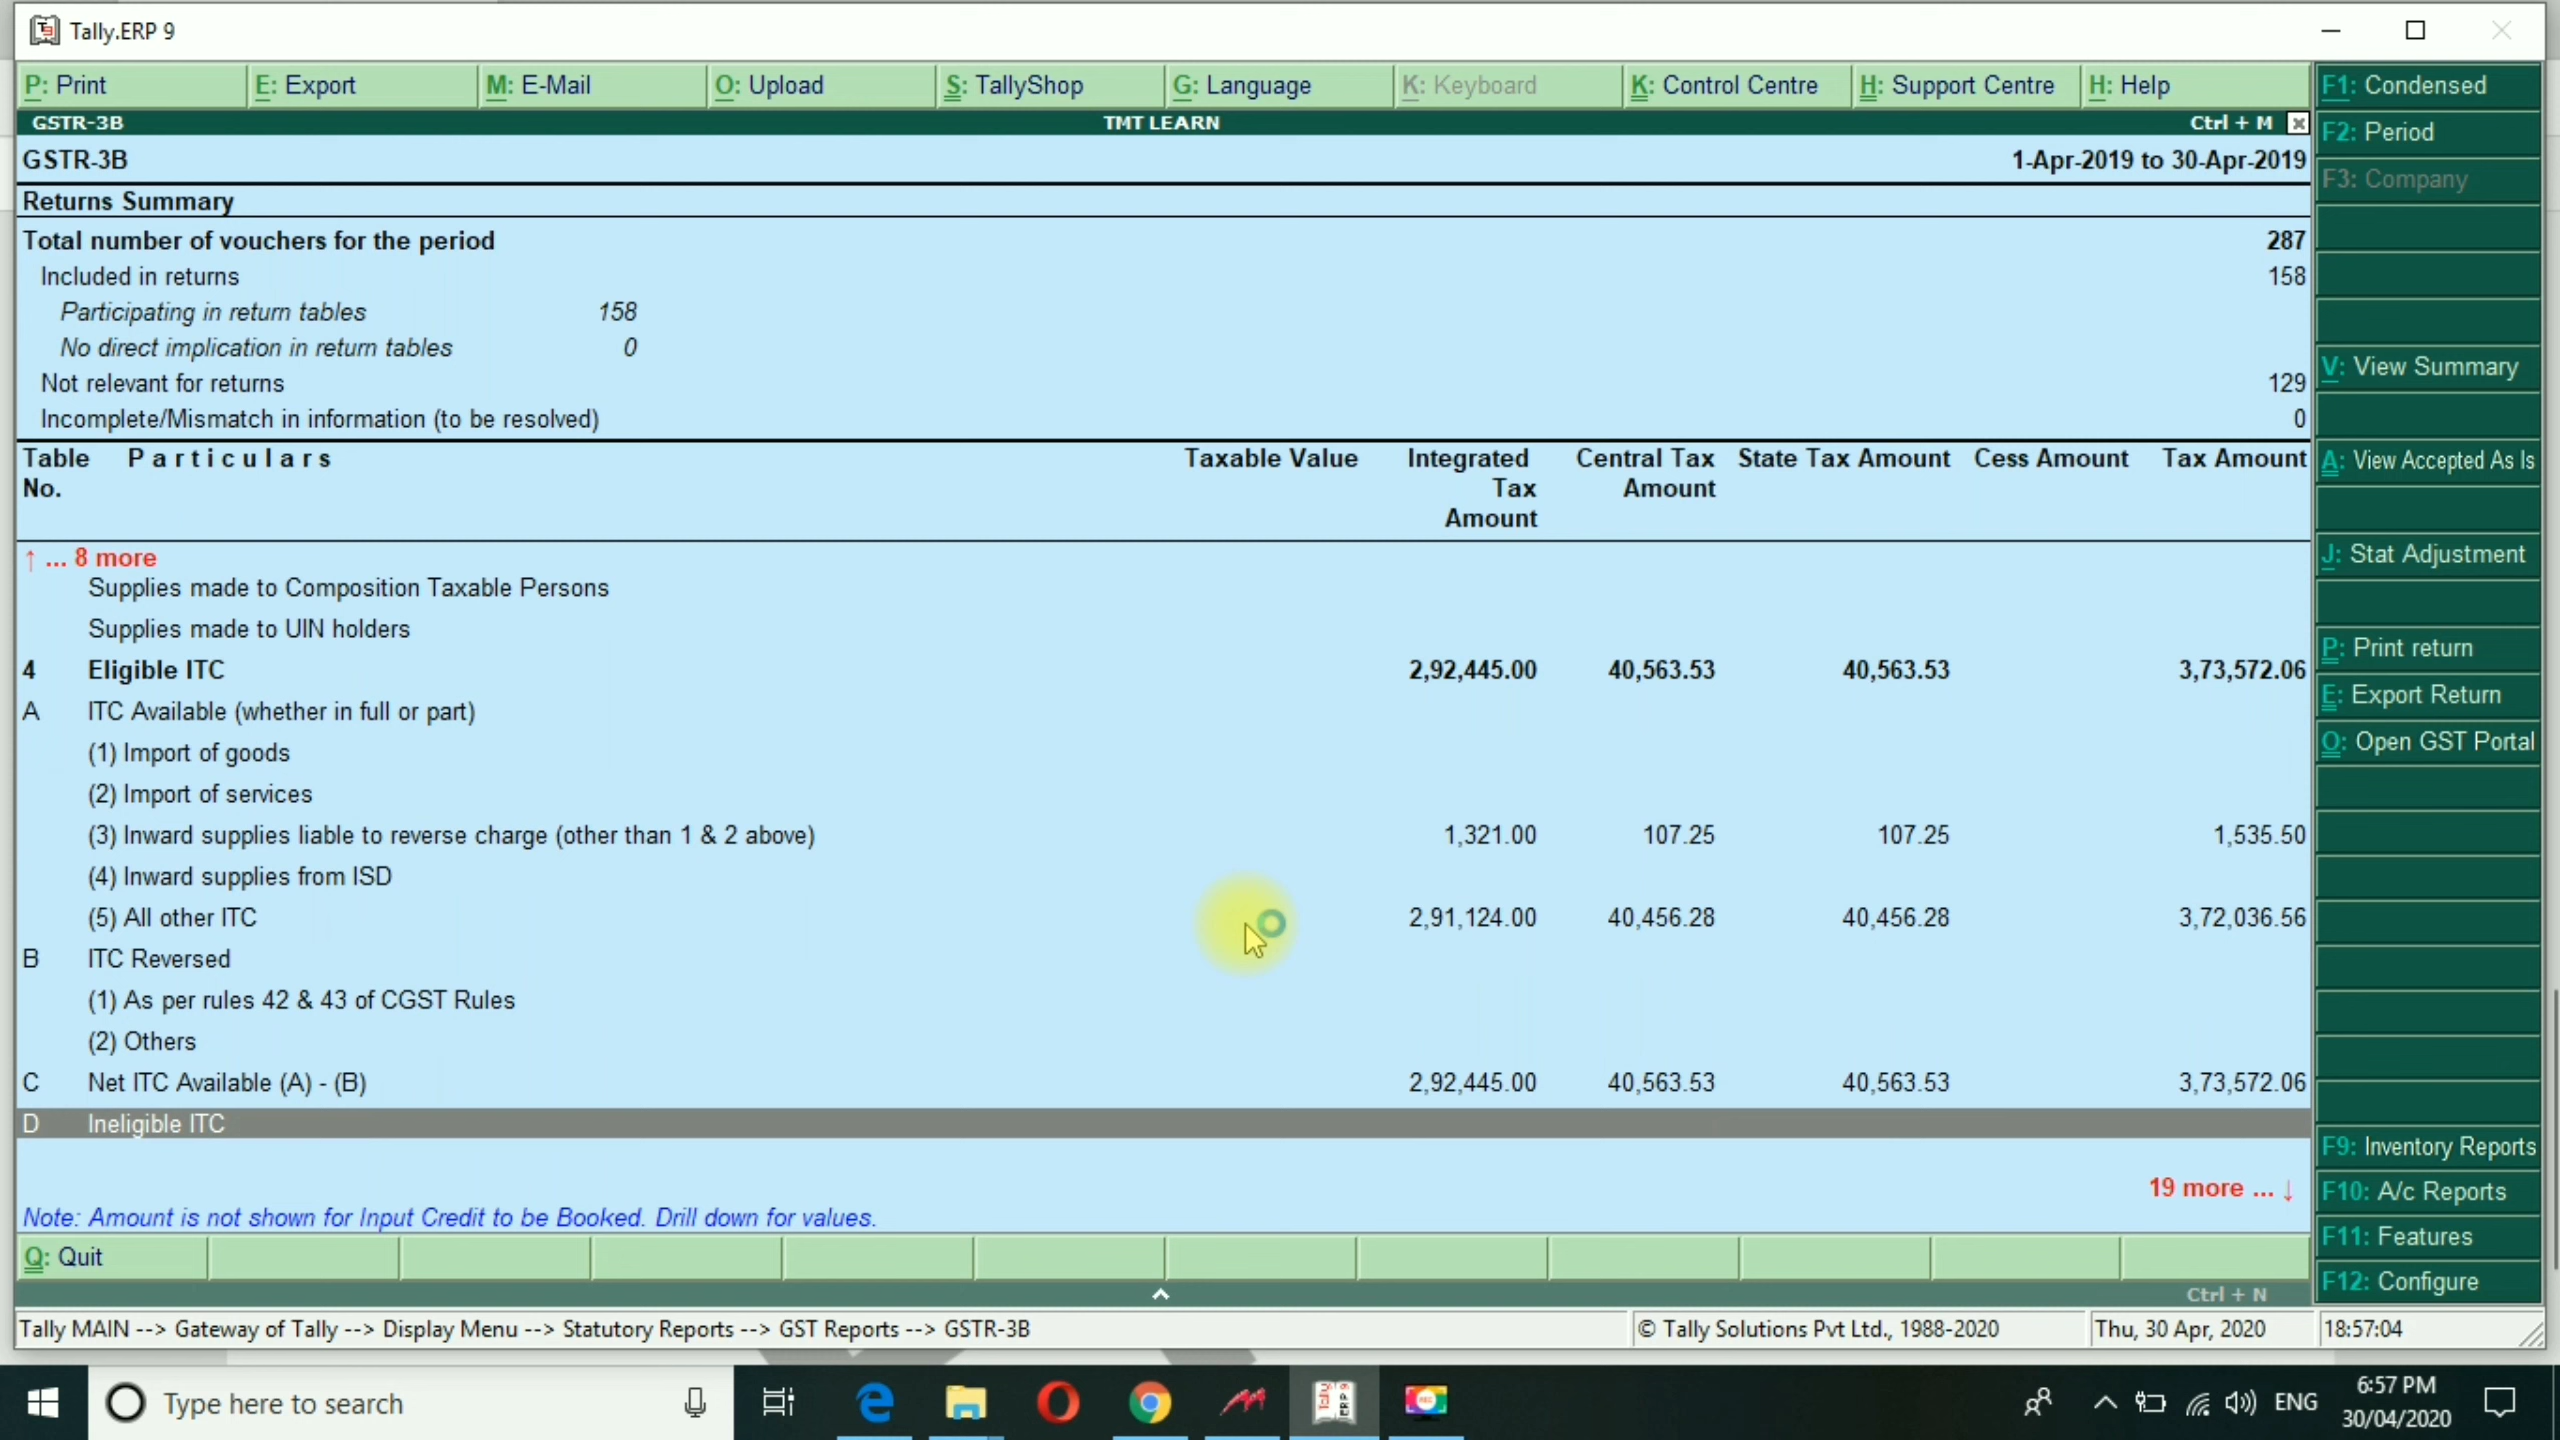 Tally.ERP 9
P: Print E: Export M: E-Mail O: Upload S: TallyShop G: Language K: Keyboard K: Control Centre H: Support Centre H: Help
GSTR-3B TMT LEARN Ctrl + M
GSTR-3B 1-Apr-2019 to 30-Apr-2019
Returns Summary
Total number of vouchers for the period 287
Included in returns 158
Participating in return tables 158
No direct implication in return tables 0
Not relevant for returns 129
Incomplete/Mismatch in information (to be resolved) 0
Table Particulars Taxable Value Integrated Central Tax State Tax Amount Cess Amount Tax Amount
No. Tax Amount
Amount
↑ ... 8 more
Supplies made to Composition Taxable Persons
Supplies made to UIN holders
4 Eligible ITC 2,92,445.00 40,563.53 40,563.53 3,73,572.06
A ITC Available (whether in full or part)
(1) Import of goods
(2) Import of services
(3) Inward supplies liable to reverse charge (other than 1 & 2 above) 1,321.00 107.25 107.25 1,535.50
(4) Inward supplies from ISD
(5) All other ITC 2,91,124.00 40,456.28 40,456.28 3,72,036.56
B ITC Reversed
(1) As per rules 42 & 43 of CGST Rules
(2) Others
C Net ITC Available (A) - (B) 2,92,445.00 40,563.53 40,563.53 3,73,572.06
D Ineligible ITC
19 more ... ↓
Note: Amount is not shown for Input Credit to be Booked. Drill down for values.
Q: Quit
Ctrl + N
F1: Condensed
F2: Period
F3: Company
V: View Summary
A: View Accepted As Is
J: Stat Adjustment
P: Print return
E: Export Return
O: Open GST Portal
F9: Inventory Reports
F10: A/c Reports
F11: Features
F12: Configure
Tally MAIN --> Gateway of Tally --> Display Menu --> Statutory Reports --> GST Reports --> GSTR-3B © Tally Solutions Pvt Ltd., 1988-2020 Thu, 30 Apr, 2020 18:57:04
Type here to search ENG 6:57 PM
30/04/2020